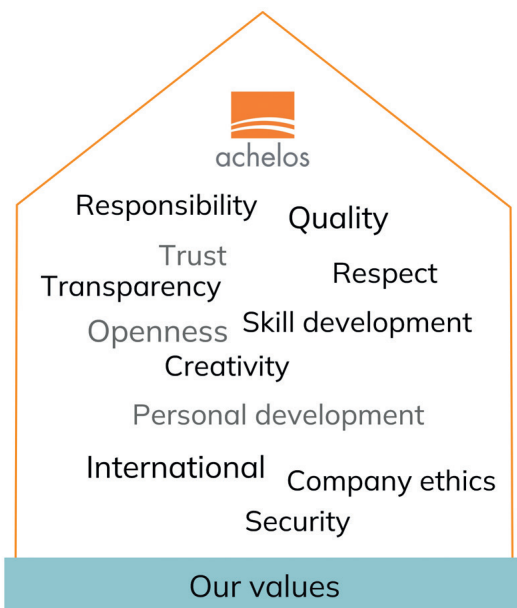 achelos
Responsibility
Quality
Trust
Respect
Transparency
Skill development
Openness
Creativity
Personal development
International
Company ethics
Security
Our values